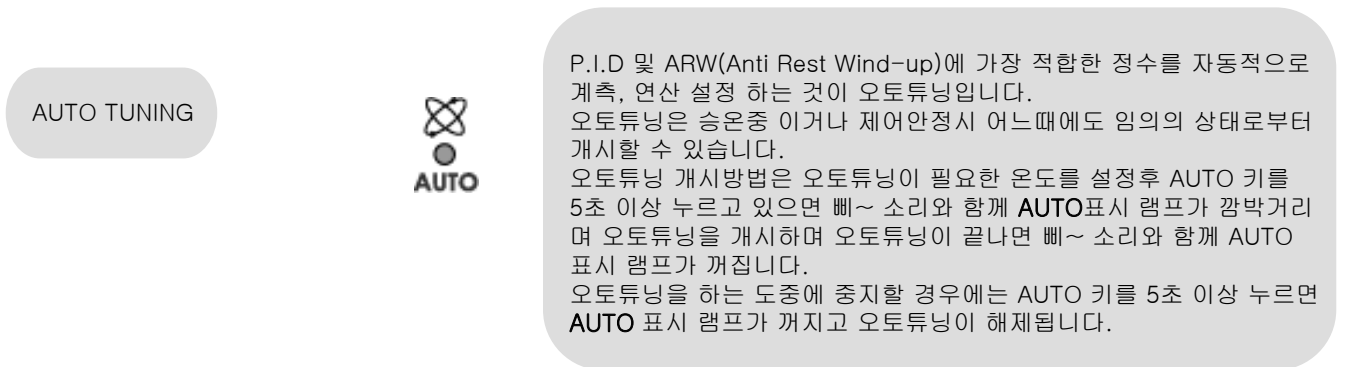 AUTO TUNING
AUTO
P.I.D 및 ARW(Anti Rest Wind-up)에 가장 적합한 정수를 자동적으로
계측, 연산 설정 하는 것이 오토튜닝입니다.
오토튜닝은 승온중 이거나 제어안정시 어느때에도 임의의 상태로부터
개시할 수 있습니다.
오토튜닝 개시방법은 오토튜닝이 필요한 온도를 설정후 AUTO 키를
5초 이상 누르고 있으면 삐~ 소리와 함께 AUTO표시 램프가 깜박거리
며 오토튜닝을 개시하며 오토튜닝이 끝나면 삐~ 소리와 함께 AUTO
표시 램프가 꺼집니다.
오토튜닝을 하는 도중에 중지할 경우에는 AUTO 키를 5초 이상 누르면
AUTO 표시 램프가 꺼지고 오토튜닝이 해제됩니다.